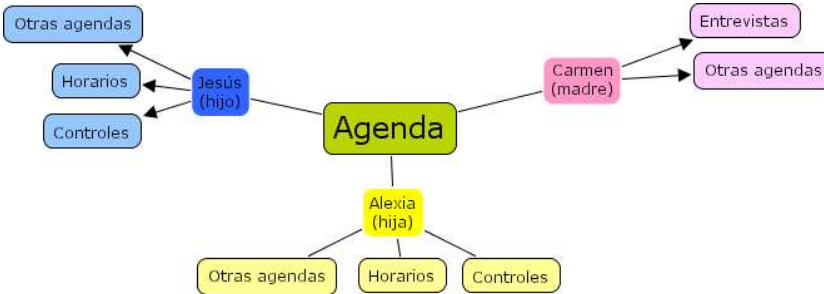 Otras agendas
Entrevistas
Horarios
Jesús
(hijo)
Carmen
(madre)
Otras agendas
Controles
Agenda
Alexia
(hija)
Otras agendas
Horarios
Controles